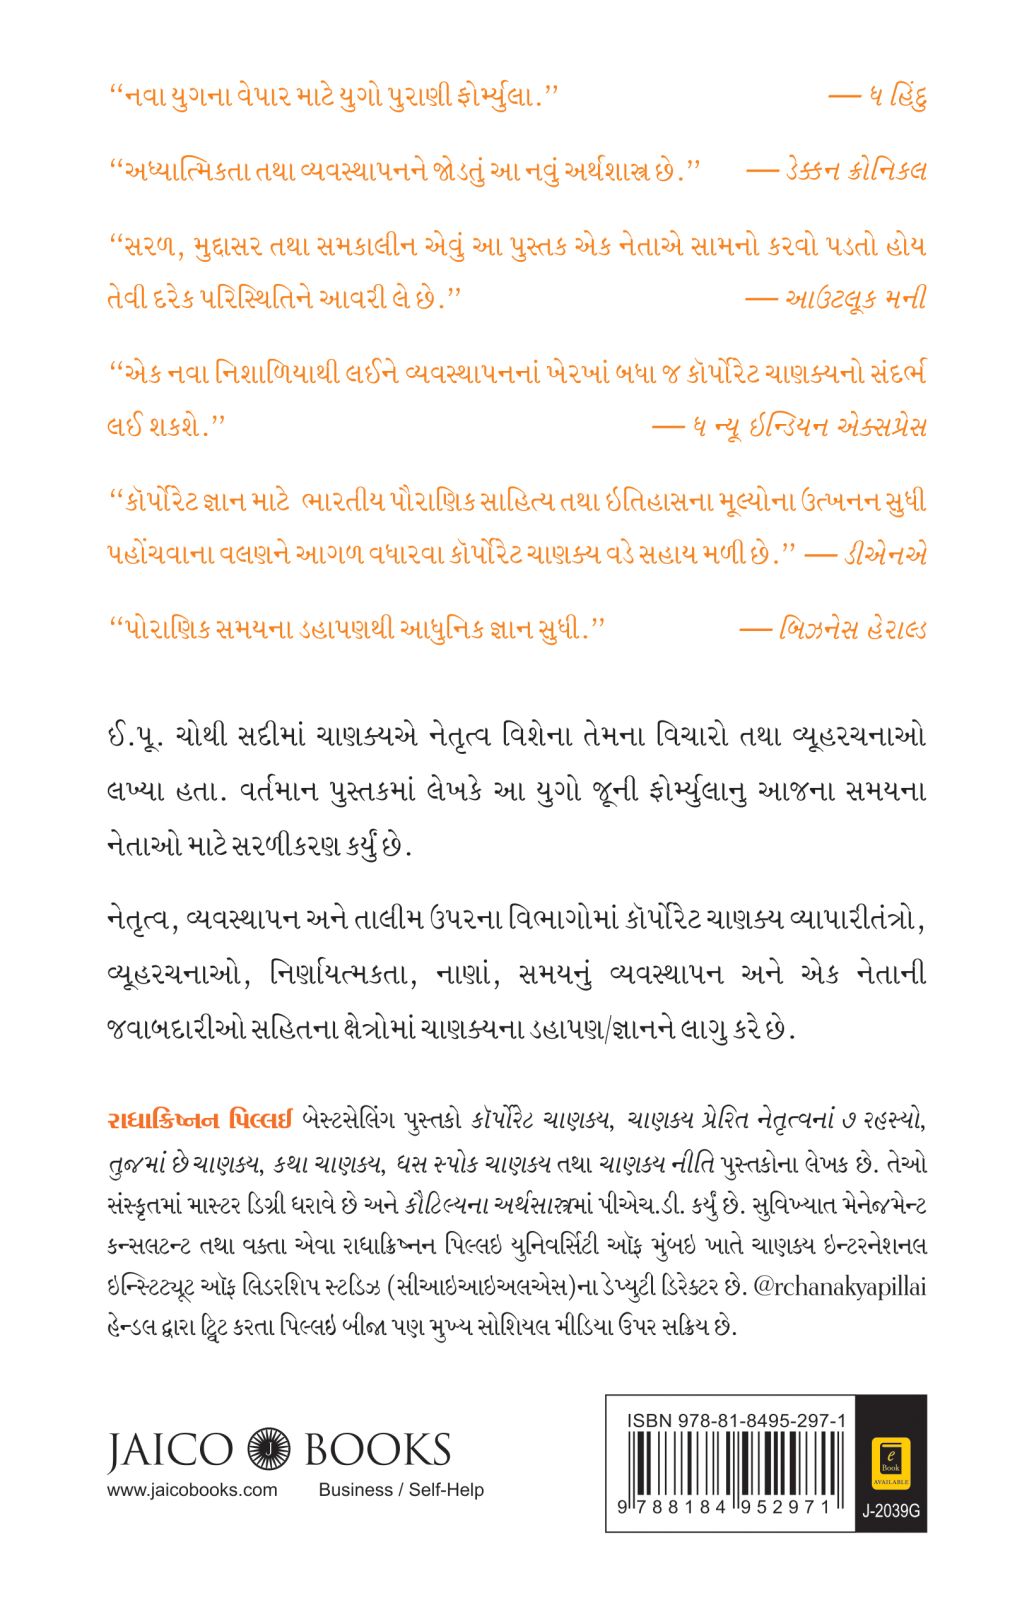 “નવા યુગના વેપાર માટે યુગો પુરાણી ફોર્મ્યુલા.” — ધ હિંદુ
“અધ્યાત્મિકતા તથા વ્યવસ્થાપનને જોડતું આ નવું અર્થશાસ્ત્ર છે.” — ડેક્કન ક્રોનિકલ
“સરળ, મુદ્દાસર તથા સમકાલીન એવું આ પુસ્તક એક નેતાએ સામનો કરવો પડતો હોય
તેવી દરેક પરિસ્થિતિને આવરી લે છે.” — આઉટલૂક મની
“એક નવા નિશાળિયાથી લઈને વ્યવસ્થાપનનાં ખેરખાં બધા જ કૉર્પોરેટ ચાણક્યનો સંદર્ભ
લઈ શકશે.” — ધ ન્યૂ ઇન્ડિયન એક્સપ્રેસ
“કૉર્પોરેટ જ્ઞાન માટે ભારતીય પૌરાણિક સાહિત્ય તથા ઇતિહાસના મૂલ્યોના ઉત્ખનન સુધી
પહોંચવાના વલણને આગળ વધારવા કૉર્પોરેટ ચાણક્ય વડે સહાય મળી છે.” — ડીએનએ
“પોરાણિક સમયના ડહાપણથી આધુનિક જ્ઞાન સુધી.” — બિઝનેસ હેરાલ્ડ
ઈ.પૂ. ચોથી સદીમાં ચાણક્યએ નેતૃત્વ વિશેના તેમના વિચારો તથા વ્યૂહરચનાઓ
લખ્યા હતા. વર્તમાન પુસ્તકમાં લેખકે આ યુગો જૂની ફોર્મ્યુલાનુ આજના સમયના
નેતાઓ માટે સરળીકરણ કર્યું છે.
નેતૃત્વ, વ્યવસ્થાપન અને તાલીમ ઉપરના વિભાગોમાં કૉર્પોરેટ ચાણક્ય વ્યાપારીતંત્રો,
વ્યૂહરચનાઓ, નિર્ણાયત્મકતા, નાણાં, સમયનું વ્યવસ્થાપન અને એક નેતાની
જવાબદારીઓ સહિતના ક્ષેત્રોમાં ચાણક્યના ડહાપણ/જ્ઞાનને લાગુ કરે છે.
રાધાક્રિષ્નન પિલ્લઈ બેસ્ટસેલિંગ પુસ્તકો કૉર્પોરેટ ચાણક્ય, ચાણક્ય પ્રેરિત નેતૃત્વનાં ૭ રહસ્યો,
તુજમાં છે ચાણક્ય, કથા ચાણક્ય, ધસ સ્પોક ચાણક્ય તથા ચાણક્ય નીતિ પુસ્તકોના લેખક છે. તેઓ
સંસ્કૃતમાં માસ્ટર ડિગ્રી ધરાવે છે અને કૌટિલ્યના અર્થસાસ્ત્રમાં પીએચ.ડી. કર્યું છે. સુવિખ્યાત મેનેજમેન્ટ
કન્સલટન્ટ તથા વક્તા એવા રાધાક્રિષ્નન પિલ્લઇ યુનિવર્સિટી ઑફ મુંબઇ ખાતે ચાણક્ય ઇન્ટરનેશનલ
ઇન્સ્ટિટ્યૂટ ઑફ લિડરશિપ સ્ટડિઝ (સીઆઇઆઇઅલએસ)ના ડેપ્યુટી ડિરેક્ટર છે. @rchanakyapillai
હેન્ડલ દ્વારા ટ્વિટ કરતા પિલ્લઇ બીજા પણ મુખ્ય સોશિયલ મીડિયા ઉપર સક્રિય છે.
JAICO J BOOKS
www.jaicobooks.com Business / Self-Help
ISBN 978-81-8495-297-1
9 788184 952971
e
Book
AVAILABLE
J-2039G